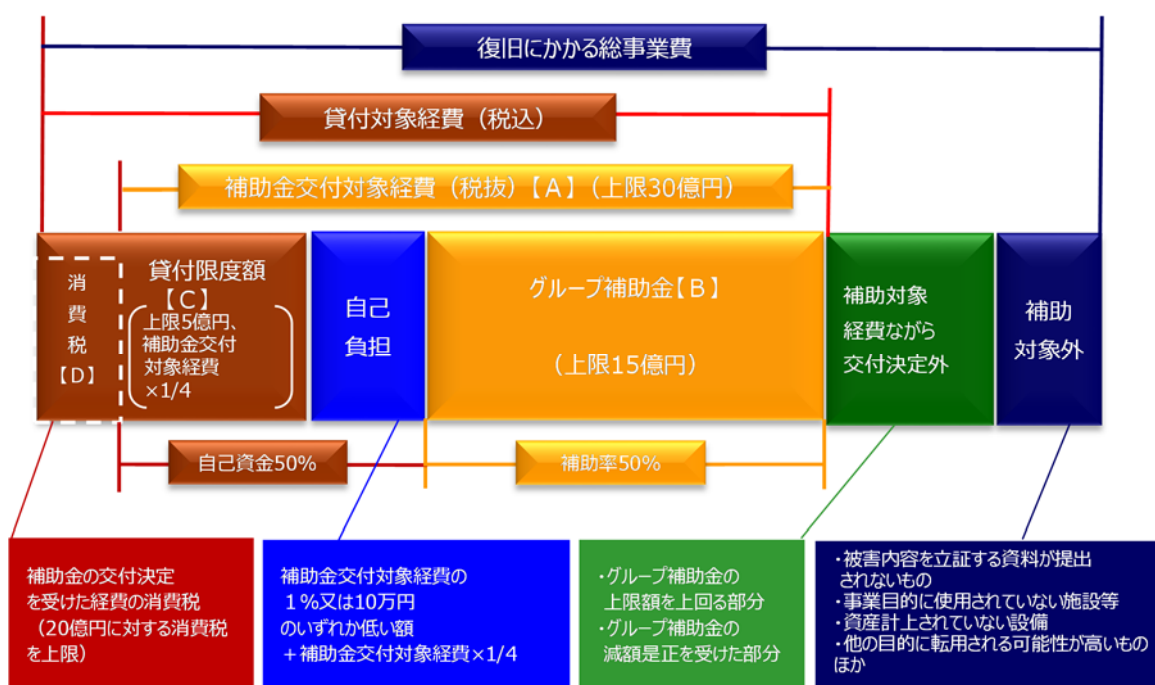 復旧にかかる総事業費
貸付対象経費（税込）
補助金交付対象経費（税抜）【A】（上限30億円）
消
費
税
【D】
貸付限度額
【C】
上限5億円、
補助金交付
対象経費
×1/4
自己
負担
グループ補助金【B】
（上限15億円）
補助対象
経費ながら
交付決定外
補助
対象外
自己資金50%
補助率50%
補助金の交付決定
を受けた経費の消費税
（20億円に対する消費税
を上限）
補助金交付対象経費の
１％又は10万円
のいずれか低い額
＋補助金交付対象経費×1/4
・グループ補助金の
上限額を上回る部分
・グループ補助金の
減額是正を受けた部分
・被害内容を立証する資料が提出
されないもの
・事業目的に使用されていない施設等
・資産計上されていない設備
・他の目的に転用される可能性が高いもの
ほか